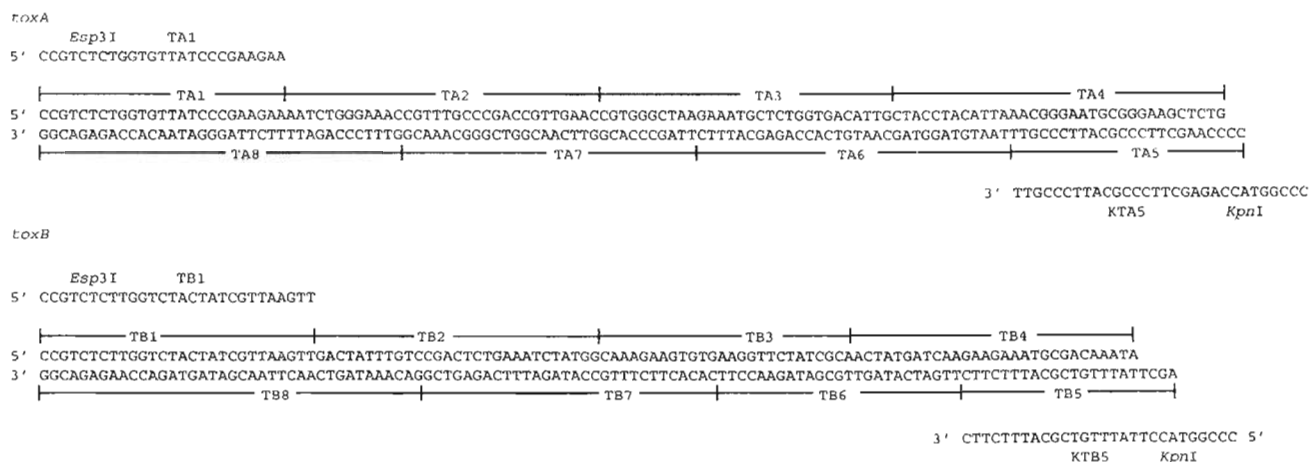 toxA
Esp3I TA1
5' CCGTCTCTGGTGTTATCCCGAAGAA
TA1 TA2 TA3 TA4
5' CCGTCTCTGGTGTTATCCCGAAGAAAATCTGGGAAACCGTTTGCCCGACCGTTGAACCGTGGGCTAAGAAATGCTCTGGTGACATTGCTACCTACATTAAACGGGAATGCGGGAAGCTCTG
3' GGCAGAGACCACAATAGGGATTCTTTTAGACCCTTTGGCAAACGGGCTGGCAACTTGGCACCCGATTCTTTACGAGACCACTGTAACGATGGATGTAATTTGCCCTTACGCCCTTCGAACCCC
TA8 TA7 TA6 TA5
3' TTGCCCTTACGCCCTTCGAGACCATGGCCC
KTA5 KpnI
toxB
Esp3I TB1
5' CCGTCTCTTGGTCTACTATCGTTAAGTT
TB1 TB2 TB3 TB4
5' CCGTCTCTTGGTCTACTATCGTTAAGTTGACTATTTGTCCGACTCTGAAATCTATGGCAAAGAAGTGTGAAGGTTCTATCGCAACTATGATCAAGAAGAAATGCGACAAATA
3' GGCAGAGAACCAGATGATAGCAATTCAACTGATAAACAGGCTGAGACTTTAGATACCGTTTCTTCACACTTCCAAGATAGCGTTGATACTAGTTCTTCTTTACGCTGTTTATTCGA
TB8 TB7 TB6 TB5
3' CTTCTTTACGCTGTTTATTCCATGGCCC 5'
KTB5 KpnI